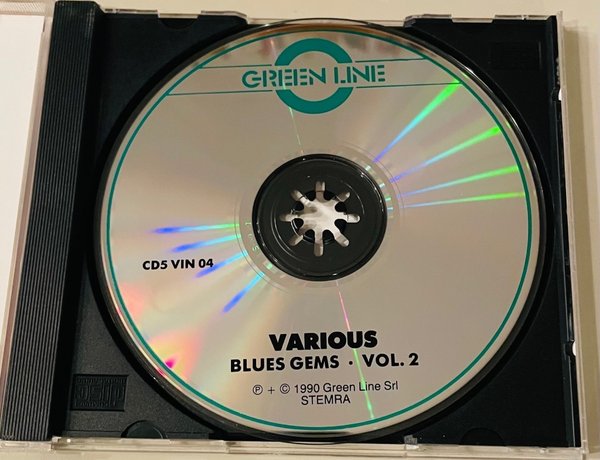 GREEN LINE
CD5 VIN 04
VARIOUS
BLUES GEMS · VOL. 2
℗ + © 1990 Green Line Srl
STEMRA